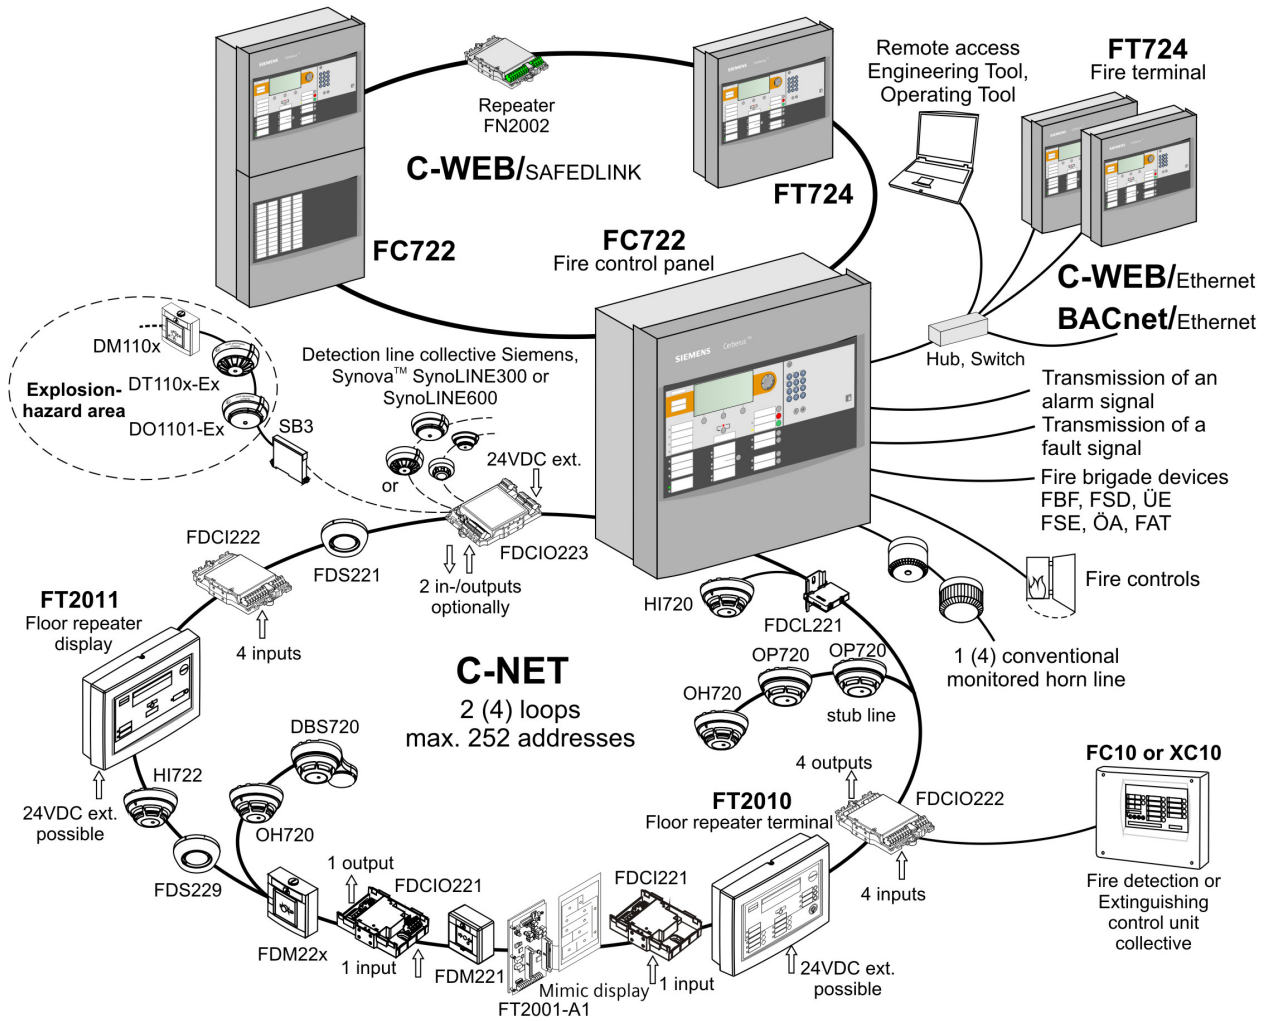 SIEMENS
Cerberus™
Repeater
FN2002
C-WEB/SAFEDLINK
FC722
SIEMENS
FT724
Remote access
Engineering Tool,
Operating Tool
FT724
Fire terminal
SIEMENS
SIEMENS
FC722
Fire control panel
C-WEB/Ethernet
BACnet/Ethernet
Hub, Switch
SIEMENS Cerberus™
DM110x
DT110x-Ex
Explosion-
hazard area
DO1101-Ex
SB3
Detection line collective Siemens,
Synova™ SynoLINE300 or
SynoLINE600
or
24VDC ext.
Transmission of an
alarm signal
Transmission of a
fault signal
Fire brigade devices
FBF, FSD, ÜE
FSE, ÖA, FAT
Fire controls
1 (4) conventional
monitored horn line
FDCI222
FDS221
FDCIO223
2 in-/outputs
optionally
4 inputs
HI720
FDCL221
FT2011
Floor repeater
display
C-NET
2 (4) loops
max. 252 addresses
OP720
OP720
OH720
stub line
24VDC ext.
possible
HI722
DBS720
OH720
FDS229
FDM22x
1 output
FDCIO221
1 input
FDM221
Mimic display
FT2001-A1
FDCI221
1 input
FT2010
Floor repeater terminal
24VDC ext.
possible
4 outputs
FDCIO222
4 inputs
FC10 or XC10
Fire detection or
Extinguishing
control unit
collective